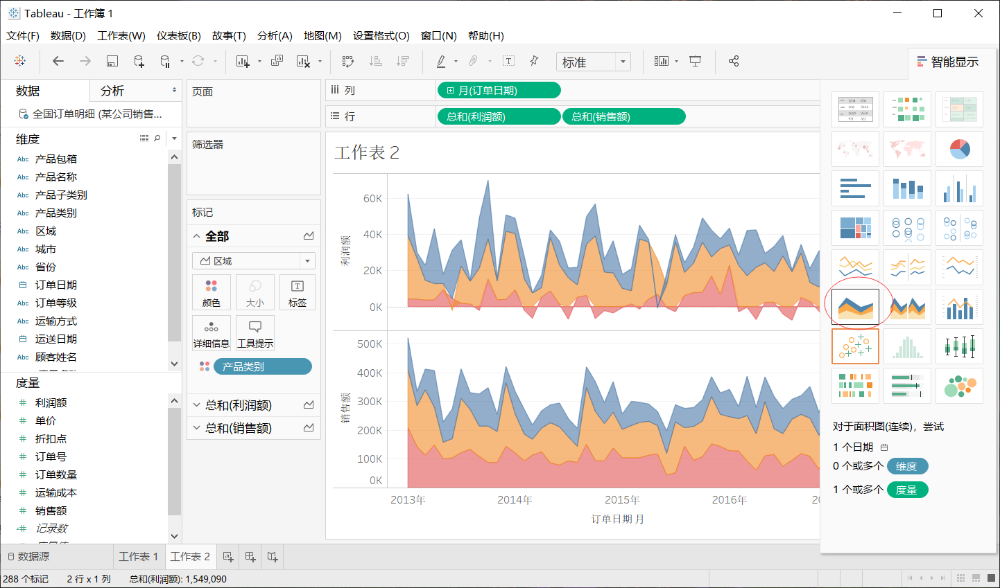 Tableau - 工作簿 1
文件(F) 数据(D) 工作表(W) 仪表板(B) 故事(T) 分析(A) 地图(M) 设置格式(O) 窗口(N) 帮助(H)
标准
智能显示
数据 分析
全国订单明细 (某公司销售...
维度
Abc 产品包箱
Abc 产品名称
Abc 产品子类别
Abc 产品类别
Abc 区域
Abc 城市
Abc 省份
订单日期
Abc 订单等级
Abc 运输方式
运送日期
Abc 顾客姓名
度量
利润额
单价
折扣点
订单号
订单数量
运输成本
销售额
记录数
页面
筛选器
标记
全部
区域
颜色 大小 标签
详细信息 工具提示
产品类别
总和(利润额)
总和(销售额)
列 月(订单日期)
行 总和(利润额) 总和(销售额)
工作表 2
60K
40K
20K
0K
利润额
500K
400K
300K
200K
100K
0K
销售额
2013年 2014年 2015年 2016年
订单日期 月
对于面积图(连续)，尝试
1 个日期
0 个或多个 维度
1 个或多个 度量
数据源 工作表 1 工作表 2
288 个标记 2 行 x 1 列 总和(利润额): 1,549,090